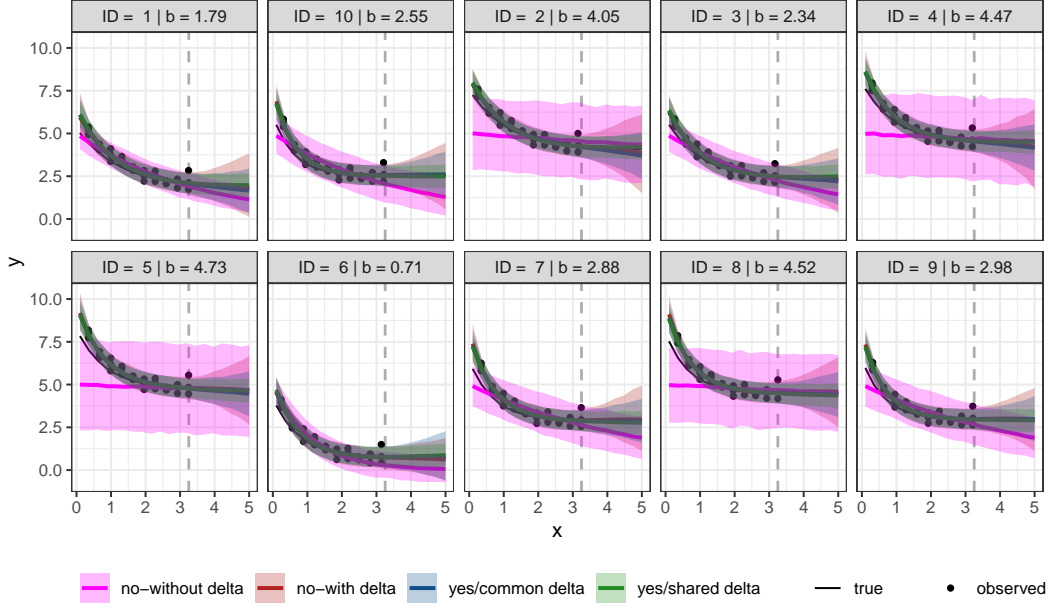 ID = 1 | b = 1.79
ID = 10 | b = 2.55
ID = 2 | b = 4.05
ID = 3 | b = 2.34
ID = 4 | b = 4.47
10.0
7.5
5.0
2.5
0.0
y
ID = 5 | b = 4.73
ID = 6 | b = 0.71
ID = 7 | b = 2.88
ID = 8 | b = 4.52
ID = 9 | b = 2.98
10.0
7.5
5.0
2.5
0.0
0 1 2 3 4 5 0 1 2 3 4 5 0 1 2 3 4 5 0 1 2 3 4 5 0 1 2 3 4 5
x
no−without delta no−with delta yes/common delta yes/shared delta true observed